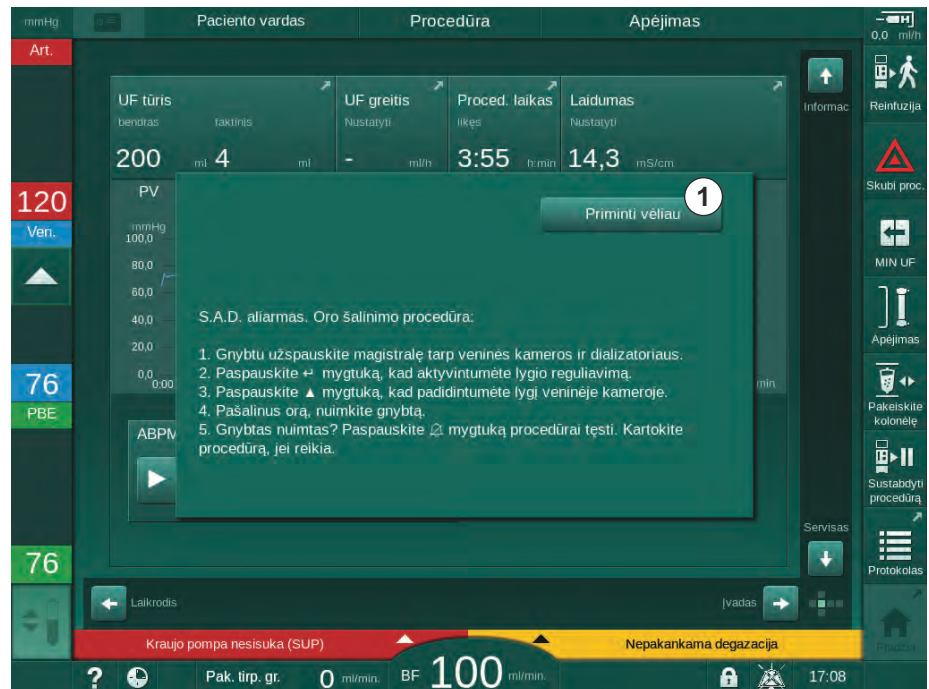 mmHg
Paciento vardas
Procedūra
Apėjimas
0,0 ml/h
Art.
120
Ven.
76
PBE
76
UF tūris
bendras
faktinis
200 ml
4 ml
UF greitis
Nustatyti
- ml/h
Proced. laikas
likęs
3:55 h:min
Laidumas
Nustatyti
14,3 mS/cm
PV
mmHg
100,0
80,0
60,0
40,0
20,0
0,0
0:00
min
1
Priminti vėliau
S.A.D. aliarmas. Oro šalinimo procedūra:
1. Gnybtu užspauskite magistralę tarp veninės kameros ir dializatoriaus.
2. Paspauskite ↵ mygtuką, kad aktyvintumėte lygio reguliavimą.
3. Paspauskite ▲ mygtuką, kad padidintumėte lygį veninėje kameroje.
4. Pašalinus orą, nuimkite gnybtą.
5. Gnybtas nuimtas? Paspauskite 🔔 mygtuką procedūrai tęsti. Kartokite
procedūrą, jei reikia.
ABPM
Informac
Servisas
Reinfuzija
Skubi proc.
MIN UF
Apėjimas
Pakeiskite
kolonėlę
Sustabdyti
procedūrą
Protokolas
Pradžia
Laikrodis
Įvadas
Kraujo pompa nesisuka (SUP)
Nepakankama degazacija
?
Pak. tirp. gr. 0 ml/min.
BF 100 ml/min.
17:08